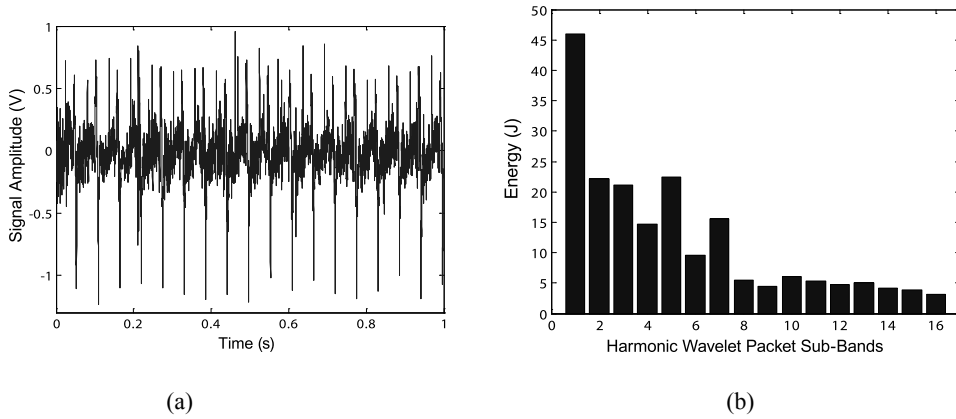 1
0.5
0
-0.5
-1
Signal Amplitude (V)
0 0.2 0.4 0.6 0.8 1
Time (s)
(a)
50
45
40
35
30
25
20
15
10
5
0
Energy (J)
0 2 4 6 8 10 12 14 16
Harmonic Wavelet Packet Sub-Bands
(b)